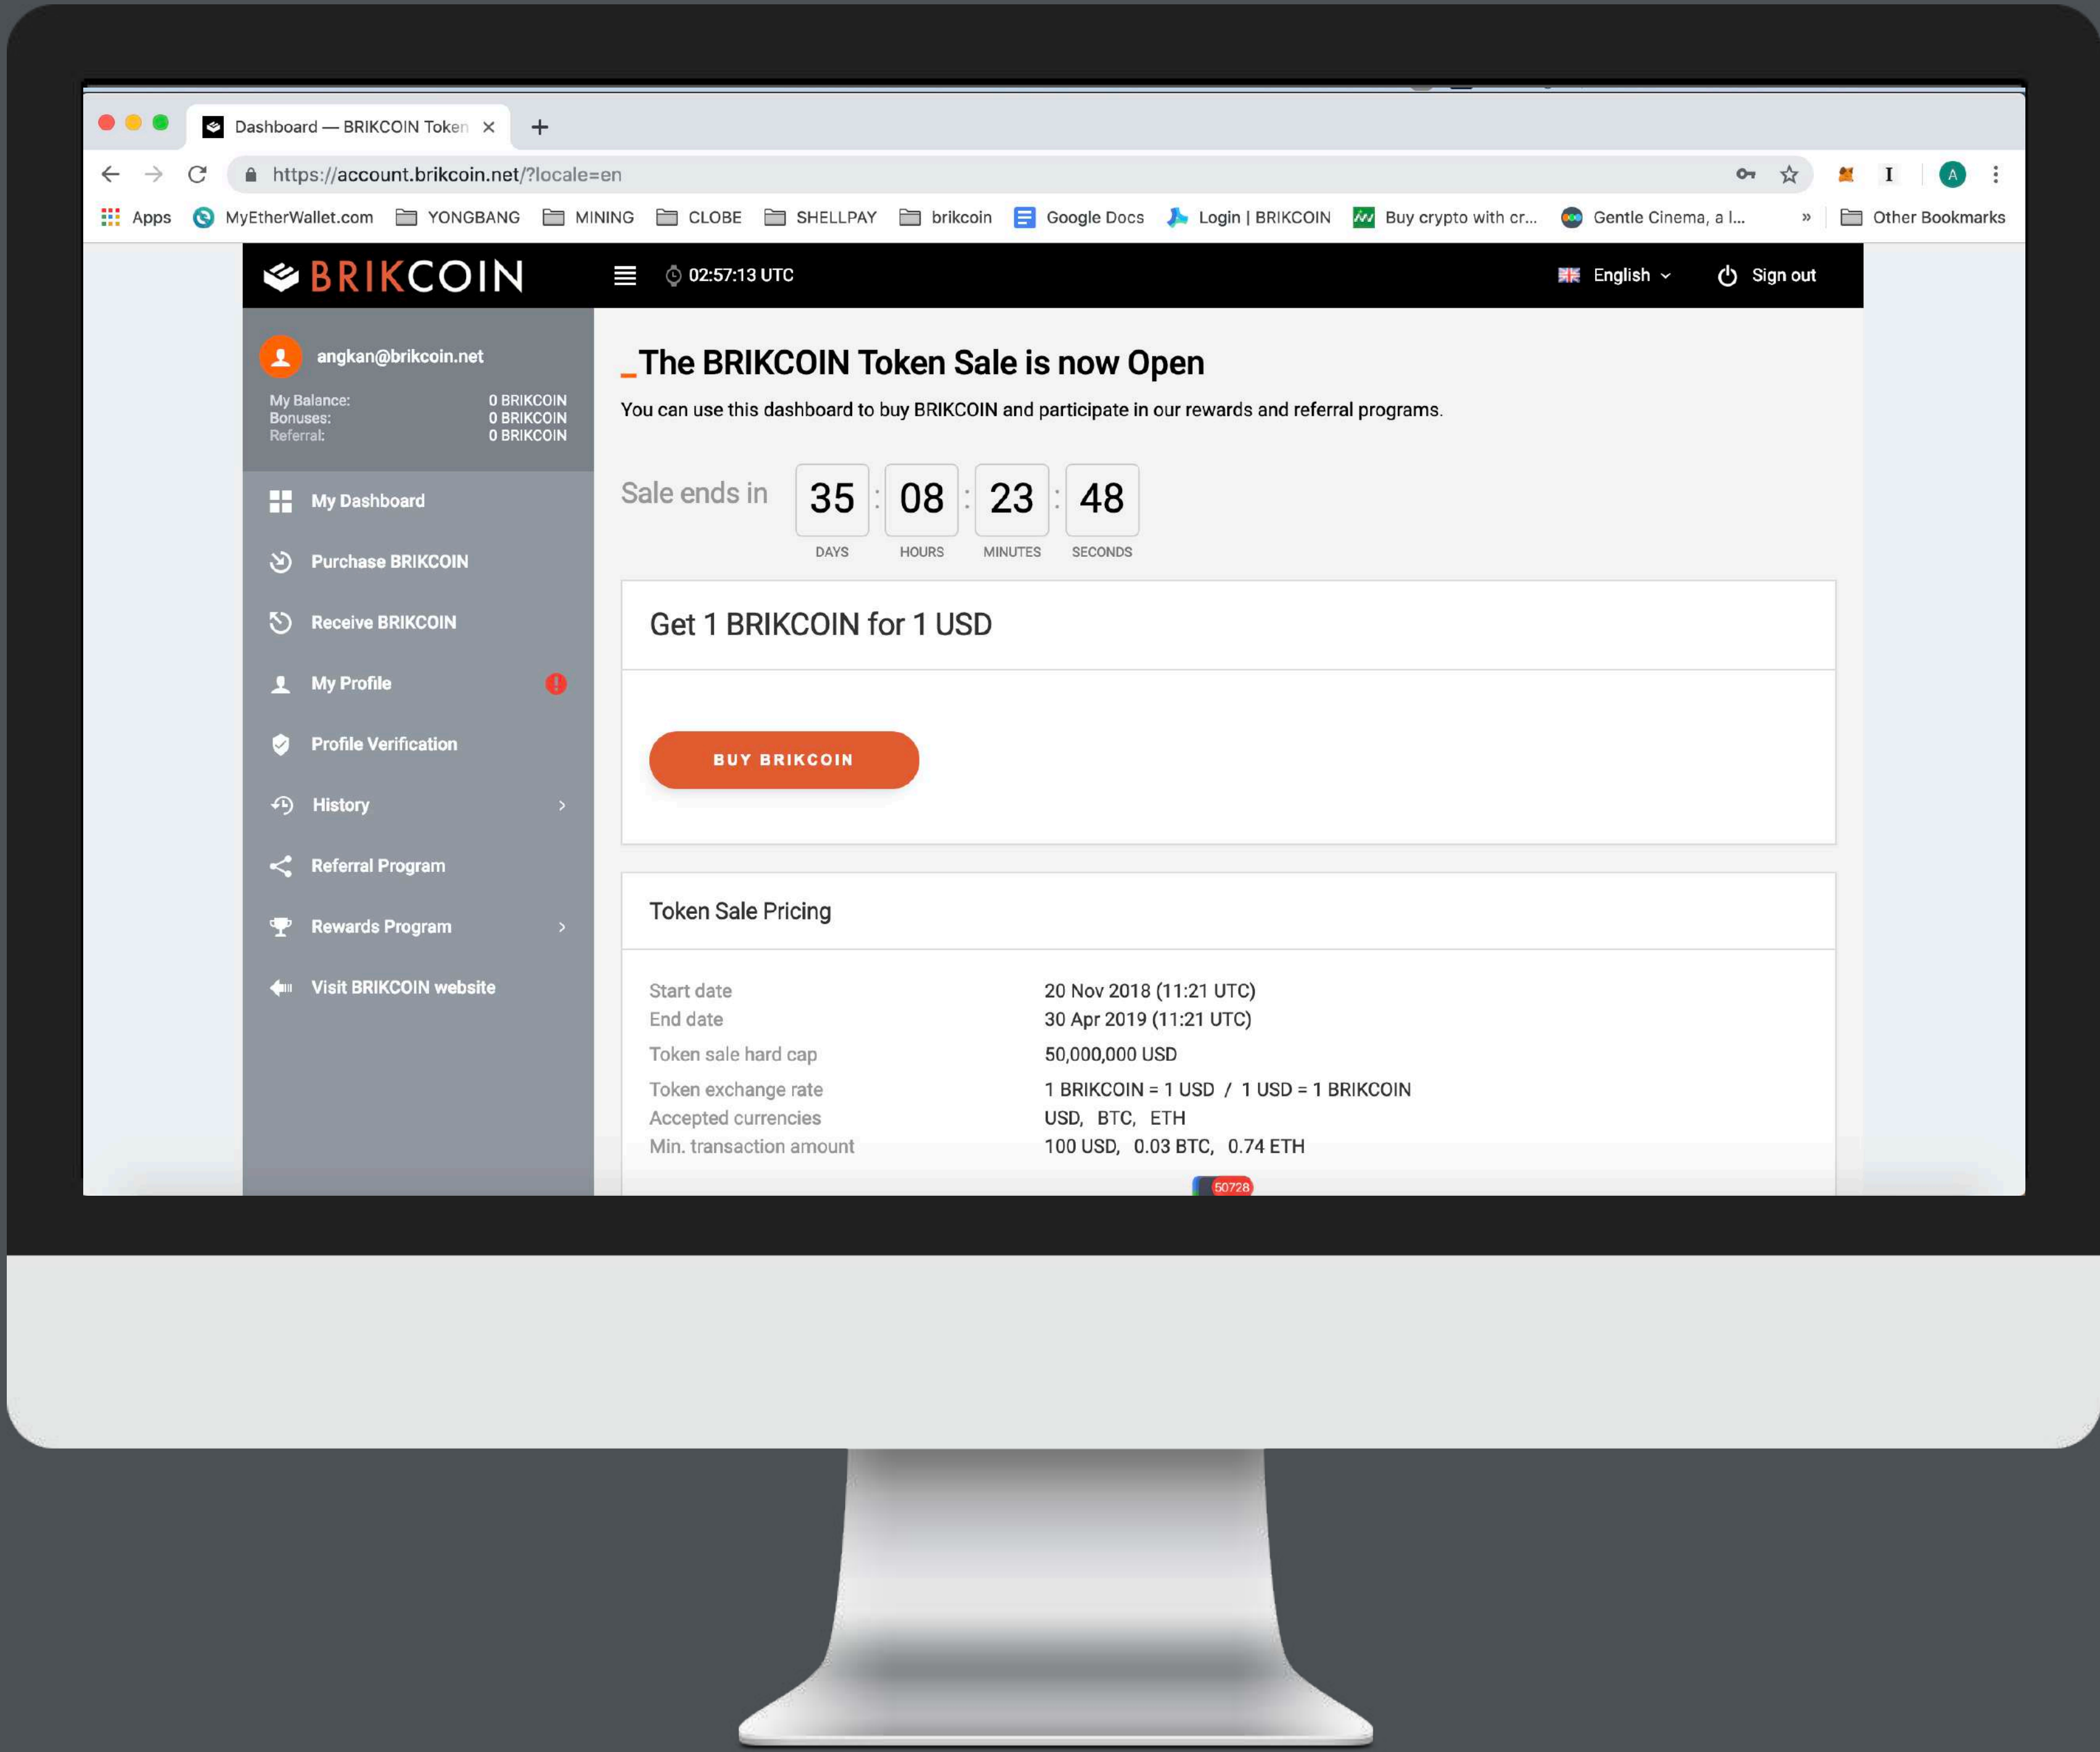 Dashboard — BRIKCOIN Token
https://account.brikcoin.net/?locale=en
Apps MyEtherWallet.com YONGBANG MINING CLOBE SHELLPAY brikcoin Google Docs Login | BRIKCOIN Buy crypto with cr... Gentle Cinema, a l... » Other Bookmarks
BRIKCOIN 02:57:13 UTC English Sign out
angkan@brikcoin.net
My Balance: 0 BRIKCOIN
Bonuses: 0 BRIKCOIN
Referral: 0 BRIKCOIN
My Dashboard
Purchase BRIKCOIN
Receive BRIKCOIN
My Profile
Profile Verification
History
Referral Program
Rewards Program
Visit BRIKCOIN website
_The BRIKCOIN Token Sale is now Open
You can use this dashboard to buy BRIKCOIN and participate in our rewards and referral programs.
Sale ends in 35 : 08 : 23 : 48
DAYS HOURS MINUTES SECONDS
Get 1 BRIKCOIN for 1 USD
BUY BRIKCOIN
Token Sale Pricing
Start date 20 Nov 2018 (11:21 UTC)
End date 30 Apr 2019 (11:21 UTC)
Token sale hard cap 50,000,000 USD
Token exchange rate 1 BRIKCOIN = 1 USD / 1 USD = 1 BRIKCOIN
Accepted currencies USD, BTC, ETH
Min. transaction amount 100 USD, 0.03 BTC, 0.74 ETH
50728